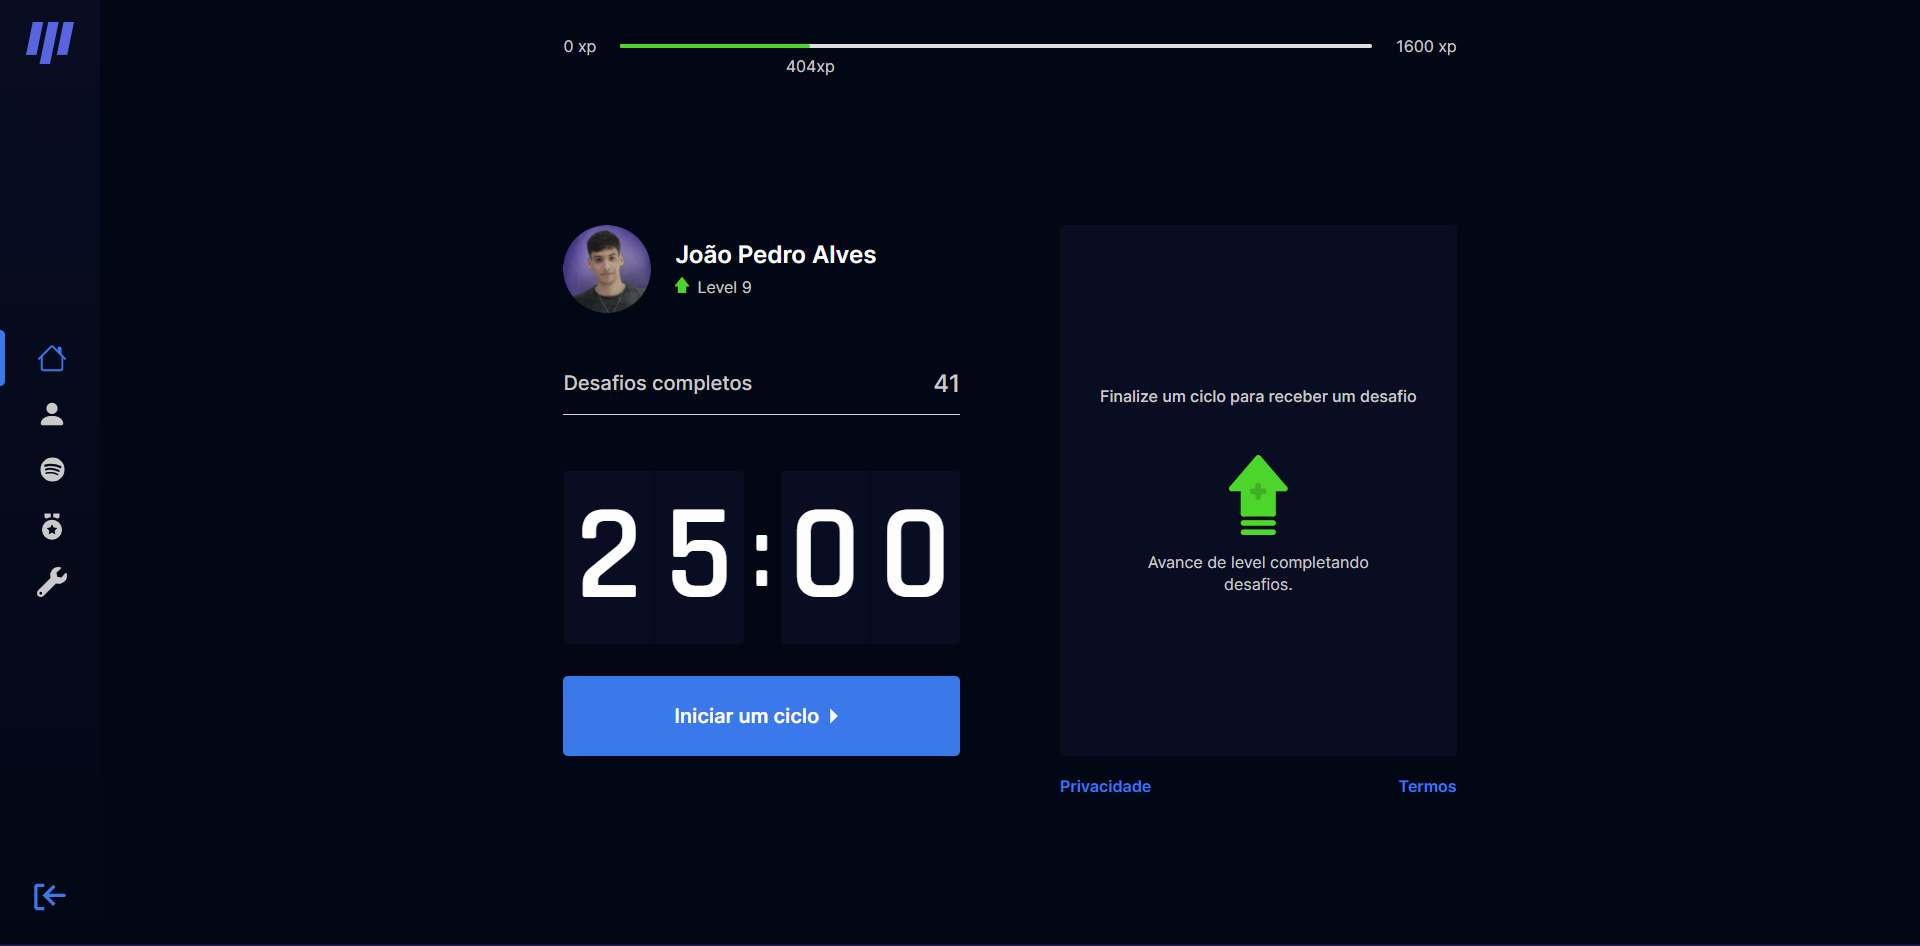 0 xp
1600 xp
404xp
João Pedro Alves
Level 9
Desafios completos
41
25:00
Iniciar um ciclo
Finalize um ciclo para receber um desafio
Avance de level completando
desafios.
Privacidade
Termos